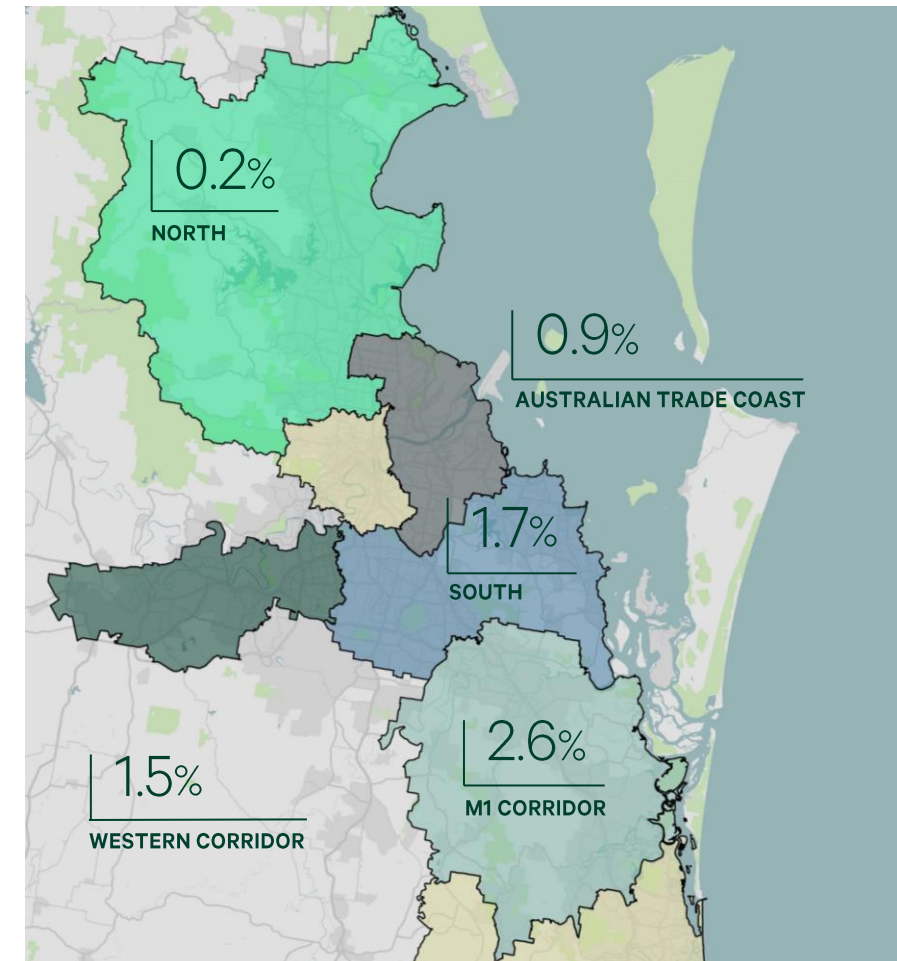 0.2%
NORTH
0.9%
AUSTRALIAN TRADE COAST
1.7%
SOUTH
2.6%
M1 CORRIDOR
1.5%
WESTERN CORRIDOR